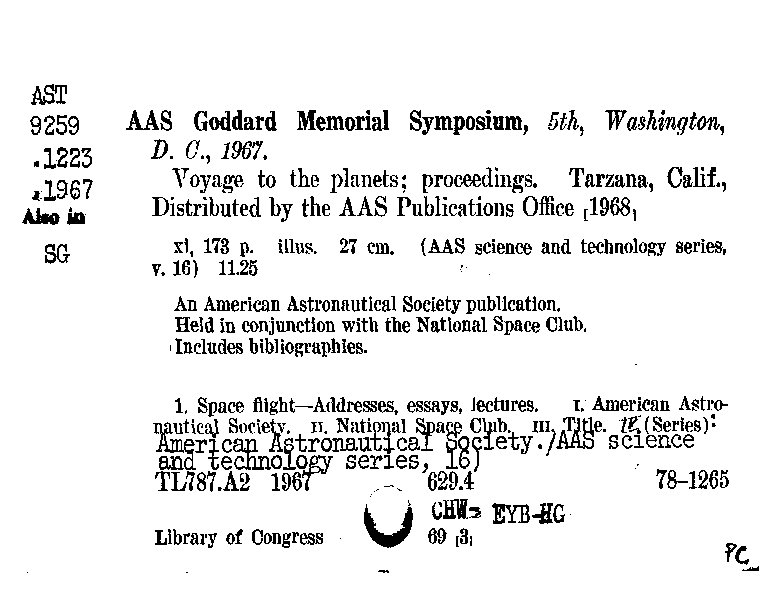 AST
9259
.1223
.1967
Also in
SG
AAS Goddard Memorial Symposium, 5th, Washington,
D. C., 1967.
Voyage to the planets; proceedings. Tarzana, Calif.,
Distributed by the AAS Publications Office [1968]
xi, 173 p. illus. 27 cm. (AAS science and technology series,
v. 16) 11.25
An American Astronautical Society publication.
Held in conjunction with the National Space Club.
Includes bibliographies.
1. Space flight—Addresses, essays, lectures. I. American Astro-
nautical Society. II. National Space Club. III. Title. (Series):
American Astronautical Society./AAS science
and technology series, 16)
TL787.A2 1967 629.4 78-1265
CHW EYB-HG
Library of Congress 69 [3]
PC